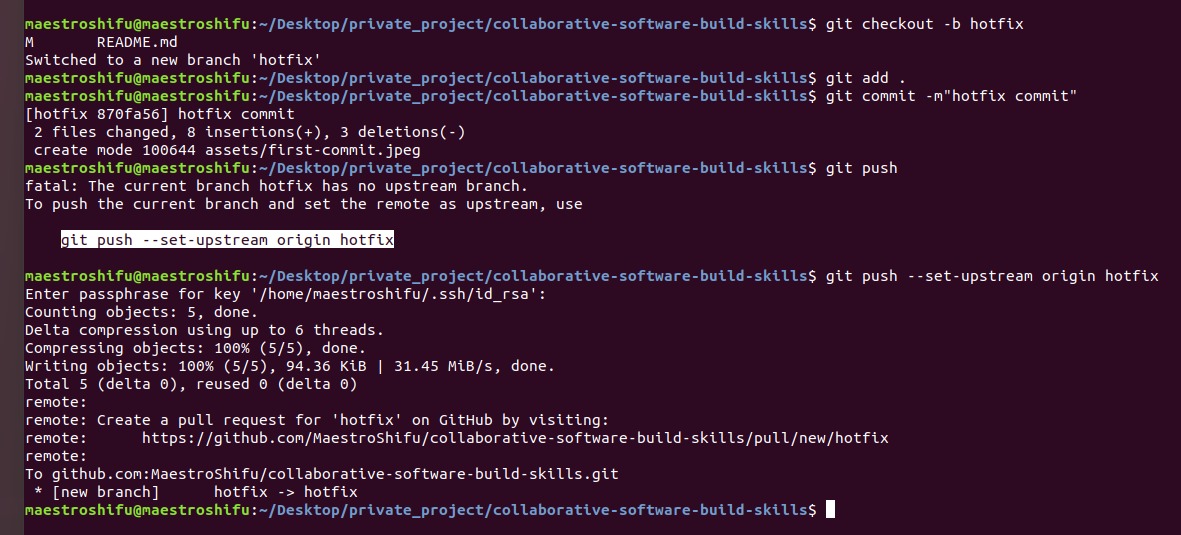 maestroshifu@maestroshifu:~/Desktop/private_project/collaborative-software-build-skills$ git checkout -b hotfix
M       README.md
Switched to a new branch 'hotfix'
maestroshifu@maestroshifu:~/Desktop/private_project/collaborative-software-build-skills$ git add .
maestroshifu@maestroshifu:~/Desktop/private_project/collaborative-software-build-skills$ git commit -m"hotfix commit"
[hotfix 870fa56] hotfix commit
 2 files changed, 8 insertions(+), 3 deletions(-)
 create mode 100644 assets/first-commit.jpeg
maestroshifu@maestroshifu:~/Desktop/private_project/collaborative-software-build-skills$ git push
fatal: The current branch hotfix has no upstream branch.
To push the current branch and set the remote as upstream, use
    git push --set-upstream origin hotfix
maestroshifu@maestroshifu:~/Desktop/private_project/collaborative-software-build-skills$ git push --set-upstream origin hotfix
Enter passphrase for key '/home/maestroshifu/.ssh/id_rsa':
Counting objects: 5, done.
Delta compression using up to 6 threads.
Compressing objects: 100% (5/5), done.
Writing objects: 100% (5/5), 94.36 KiB | 31.45 MiB/s, done.
Total 5 (delta 0), reused 0 (delta 0)
remote:
remote: Create a pull request for 'hotfix' on GitHub by visiting:
remote:      https://github.com/MaestroShifu/collaborative-software-build-skills/pull/new/hotfix
remote:
To github.com:MaestroShifu/collaborative-software-build-skills.git
 * [new branch]      hotfix -> hotfix
maestroshifu@maestroshifu:~/Desktop/private_project/collaborative-software-build-skills$